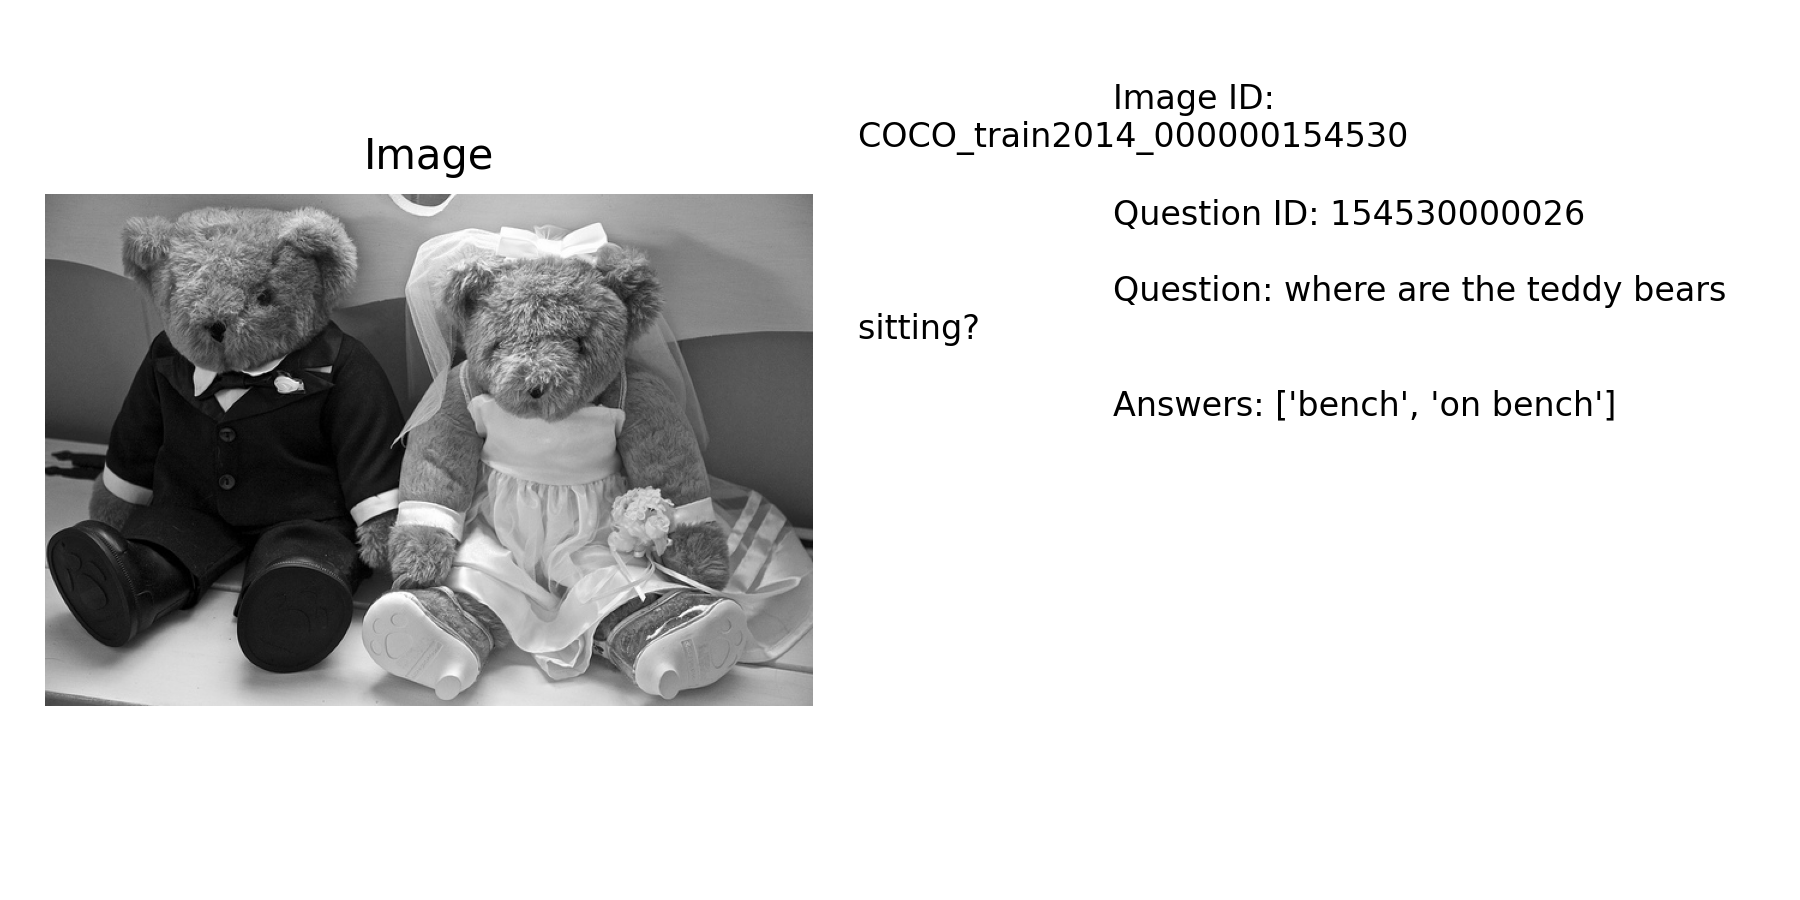 Image
Image ID:
COCO_train2014_000000154530
Question ID: 154530000026
Question: where are the teddy bears
sitting?
Answers: ['bench', 'on bench']